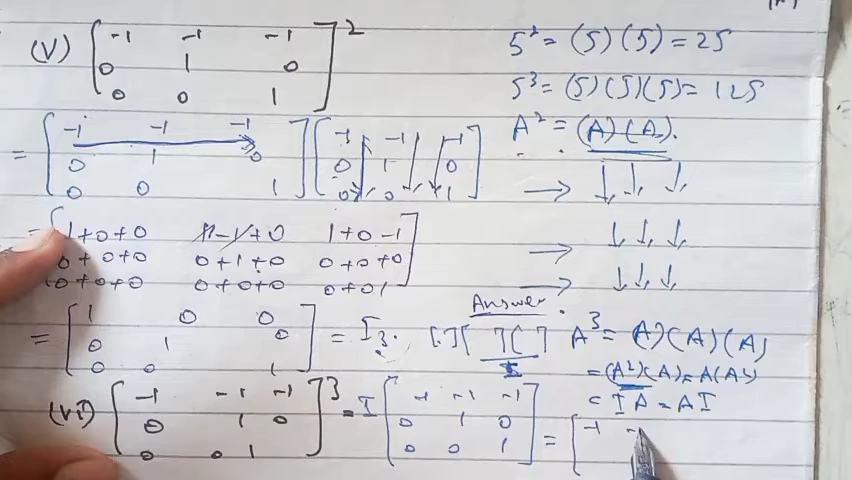 (V) [ -1 -1 -1 ]²
0 1 0
0 0 1
5² = (5)(5) = 25
5³ = (5)(5)(5) = 125
A² = (A)(A).
= [ -1 -1 -1 ] [ -1 -1 -1 ]
0 1 0 0 1 0
0 0 1 0 0 1
= [ 1+0+0 1-1+0 1+0-1 ]
0+0+0 0+1+0 0+0+0
0+0+0 0+0+0 0+0+1
Answer.
= [ 1 0 0 ] = I₃.
0 1 0
0 0 1
[.][ ][ ] A³ = (A)(A)(A)
I
= (A²)(A) = A(A²)
= IA = AI
(vi) [ -1 -1 -1 ]³ = I [ -1 -1 -1 ] = [ -1 -
0 1 0 0 1 0
0 0 1 0 0 1